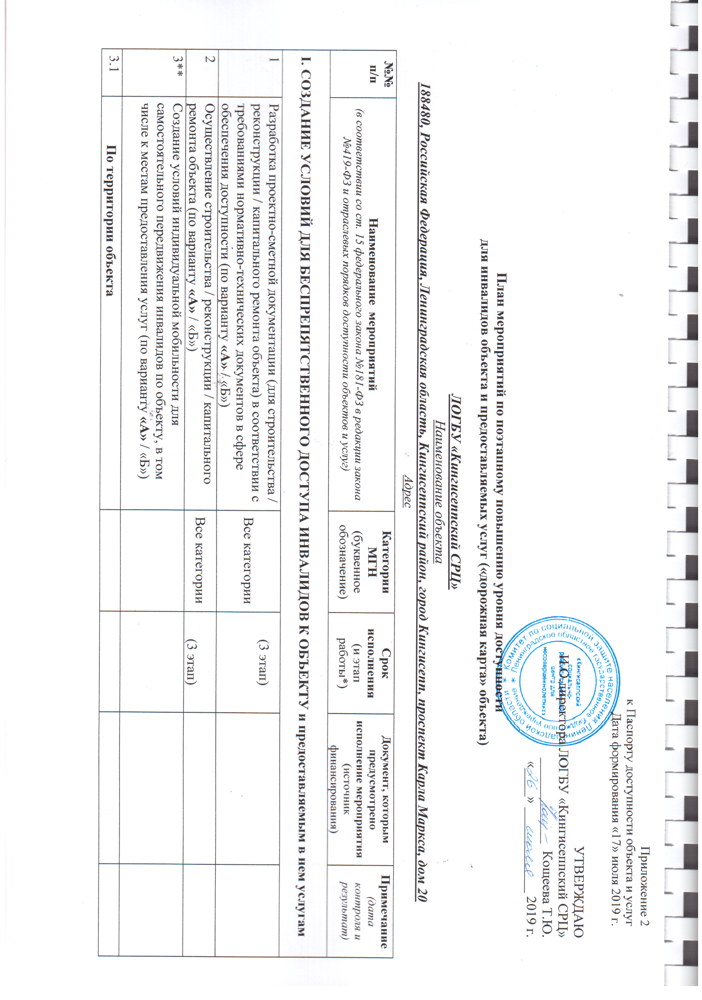 Приложение 2
к Паспорту доступности объекта и услуг
Дата формирования «17» июля 2019 г.
УТВЕРЖДАЮ
И.О.директора ЛОГБУ «Кингисеппский СРЦ»
Кощеева Т.Ю.
«26» июля 2019 г.
Комитет по социальной защите населения Ленинградской области
Ленинградское областное государственное бюджетное учреждение
«Кингисеппский
социально-
центр для
несовершеннолетних»
План мероприятий по поэтапному повышению уровня доступности
для инвалидов объекта и предоставляемых услуг («дорожная карта» объекта)
ЛОГБУ «Кингисеппский СРЦ»
Наименование объекта
188480, Российская Федерация, Ленинградская область, Кингисеппский район, город Кингисепп, проспект Карла Маркса, дом 20
Адрес
№№
п/п
Наименование мероприятий
(в соответствии со ст. 15 федерального закона №181-ФЗ в редакции закона
№419-ФЗ и отраслевых порядков доступности объектов и услуг)
Категории
МГН
(буквенное
обозначение)
Срок
исполнения
(и этап
работы*)
Документ, которым
предусмотрено
исполнение мероприятия
(источник
финансирования)
Примечание
(дата
контроля и
результат)
I. СОЗДАНИЕ УСЛОВИЙ ДЛЯ БЕСПРЕПЯТСТВЕННОГО ДОСТУПА ИНВАЛИДОВ К ОБЪЕКТУ и предоставляемым в нем услугам
1
Разработка проектно-сметной документации (для строительства /
реконструкции / капитального ремонта объекта) в соответствии с
требованиями нормативно-технических документов в сфере
обеспечения доступности (по варианту «А» / «Б»)
Все категории
(3 этап)
2
Осуществление строительства / реконструкции / капитального
ремонта объекта (по варианту «А» / «Б»)
Все категории
(3 этап)
3**
Создание условий индивидуальной мобильности для
самостоятельного передвижения инвалидов по объекту, в том
числе к местам предоставления услуг (по варианту «А» / «Б»)
3.1
По территории объекта